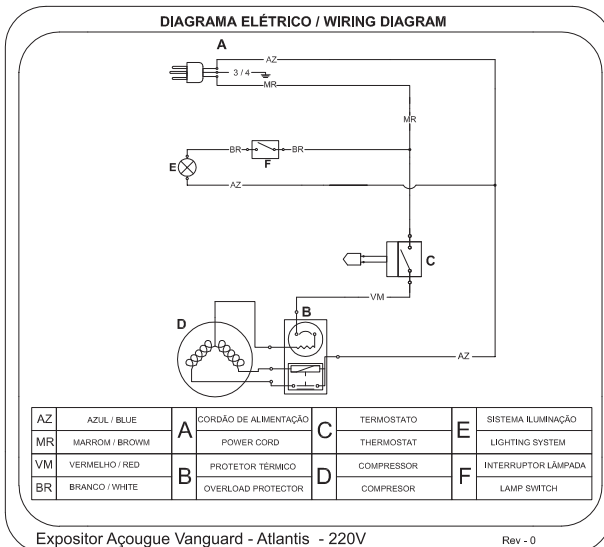 DIAGRAMA ELÉTRICO / WIRING DIAGRAM
A
AZ
3 / 4
MR
MR
BR
BR
E
F
AZ
C
VM
B
D
AZ
AZ AZUL / BLUE A CORDÃO DE ALIMENTAÇÃO C TERMOSTATO E SISTEMA ILUMINAÇÃO
MR MARROM / BROWM POWER CORD THERMOSTAT LIGHTING SYSTEM
VM VERMELHO / RED B PROTETOR TÉRMICO D COMPRESSOR F INTERRUPTOR LÂMPADA
BR BRANCO / WHITE OVERLOAD PROTECTOR COMPRESOR LAMP SWITCH
Expositor Açougue Vanguard - Atlantis - 220V Rev - 0